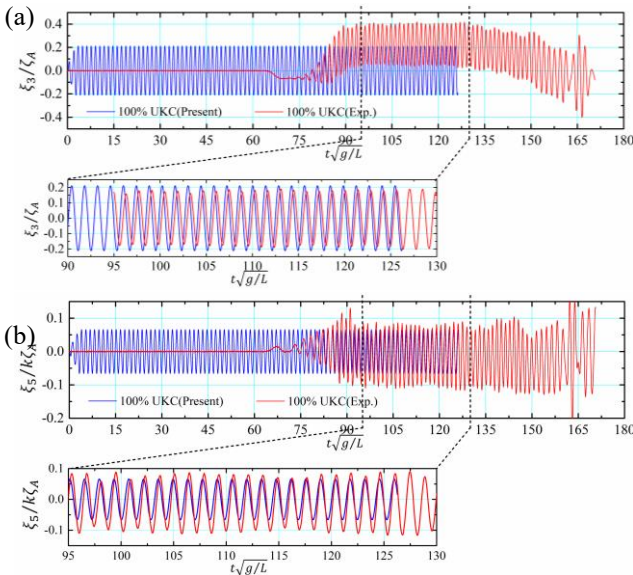 (a)
ξ₃/ζ_A
0.4
0.2
0.0
-0.2
-0.4
100% UKC(Present) 100% UKC(Exp.)
0 15 30 45 60 75 90 105 120 135 150 165 180
t√g/L
ξ₃/ζ_A
0.2
0.1
0.0
-0.1
-0.2
90 95 100 105 110 115 120 125 130
t√g/L
(b)
ξ₅/kζ_A
0.1
0.0
-0.1
-0.2
100% UKC(Present) 100% UKC(Exp.)
0 15 30 45 60 75 90 105 120 135 150 165 180
t√g/L
ξ₅/kζ_A
0.1
0.0
-0.1
95 100 105 110 115 120 125 130
t√g/L